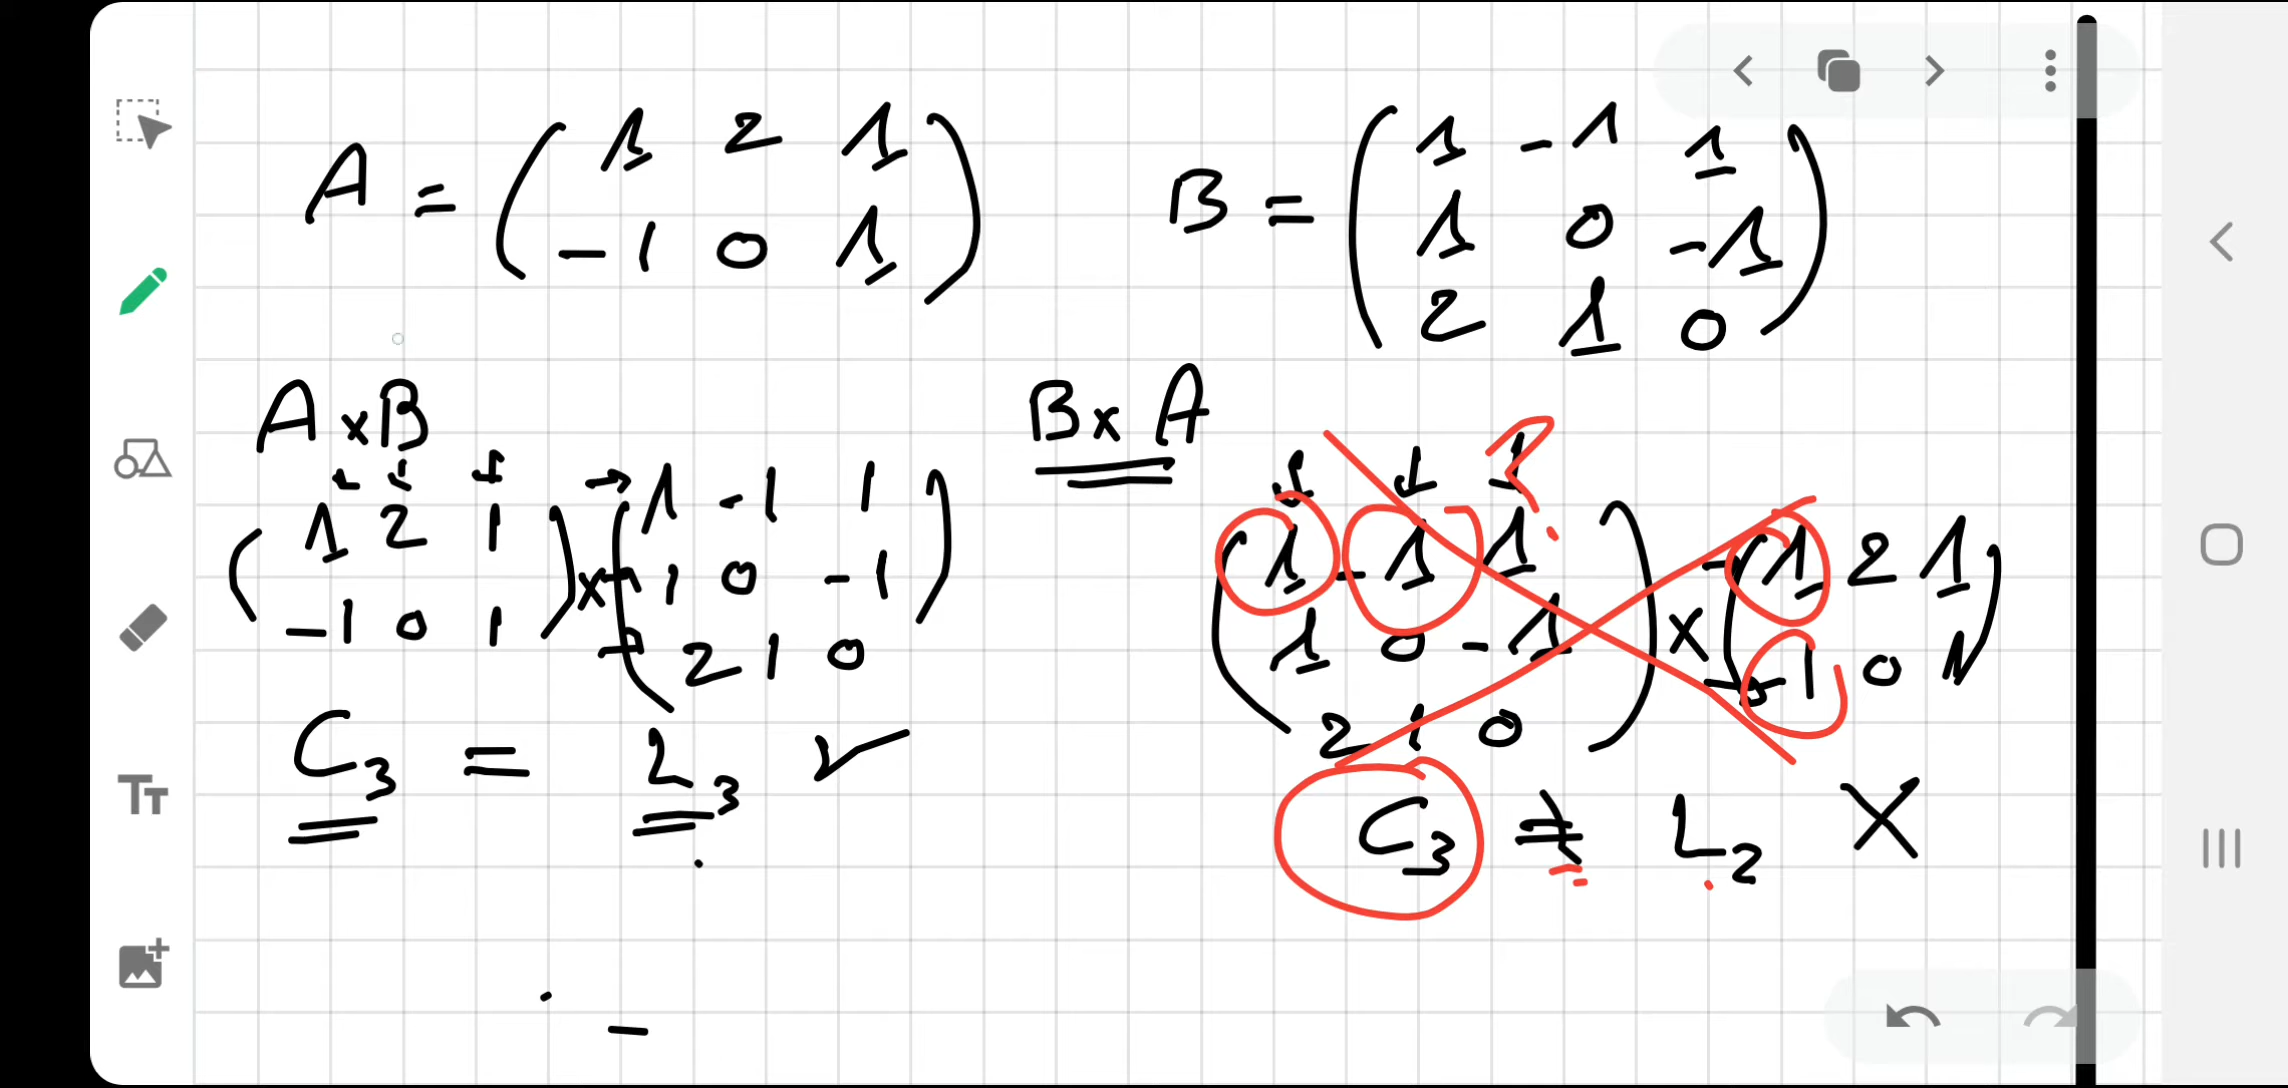 A = ( 1 2 1 -1 0 1 )
B = ( 1 -1 1 1 0 -1 2 1 0 )
A x B
( 1 2 1 -1 0 1 ) x ( 1 -1 1 1 0 -1 2 1 0 )
C3 = L3 ✓
B x A
?
( 1 -1 1 1 0 -1 2 1 0 ) x ( 1 2 1 -1 0 1 )
C3 ≠ L2 X
Tт